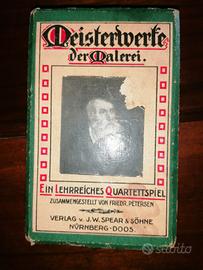 Meisterwerke
der Malerei.
EIN LEHRREICHES QUARTETTSPIEL
ZUSAMMENGESTELLT VON FRIEDR. PETERSEN
VERLAG v. J. W. SPEAR & SÖHNE
NÜRNBERG-DOOS
subito